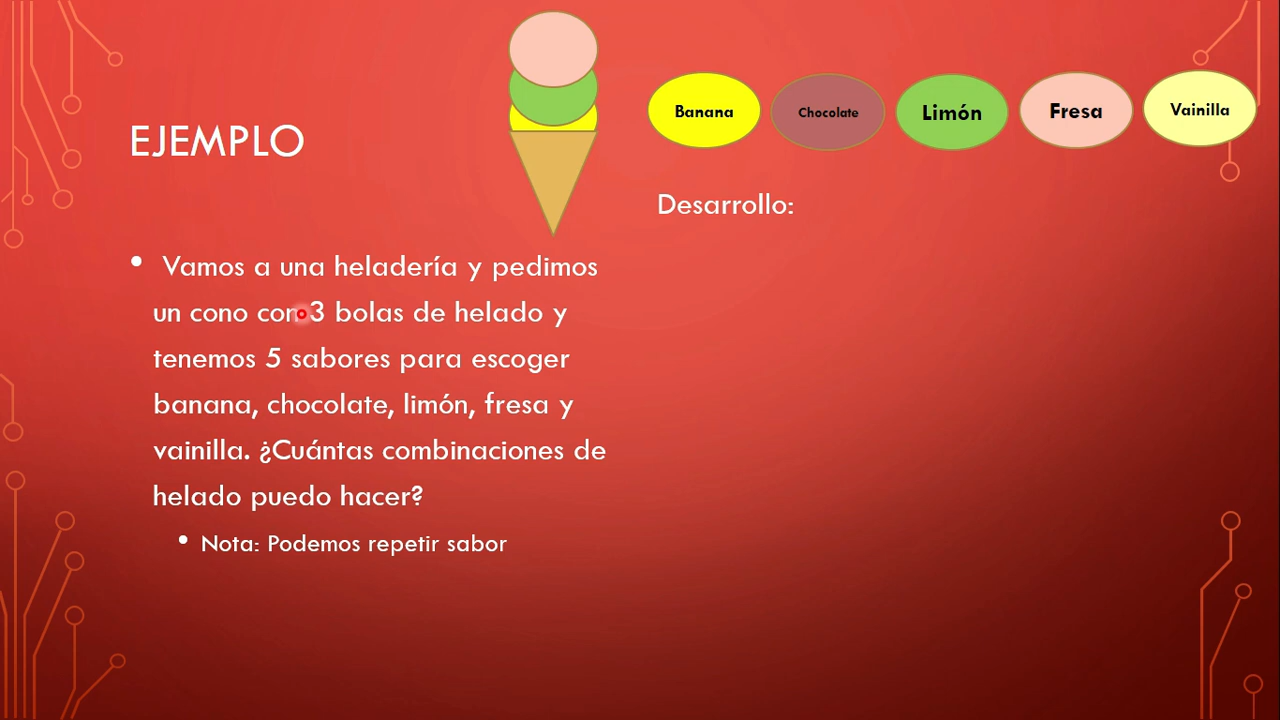 EJEMPLO
Banana
Chocolate
Limón
Fresa
Vainilla
Desarrollo:
• Vamos a una heladería y pedimos
un cono con 3 bolas de helado y
tenemos 5 sabores para escoger
banana, chocolate, limón, fresa y
vainilla. ¿Cuántas combinaciones de
helado puedo hacer?
• Nota: Podemos repetir sabor